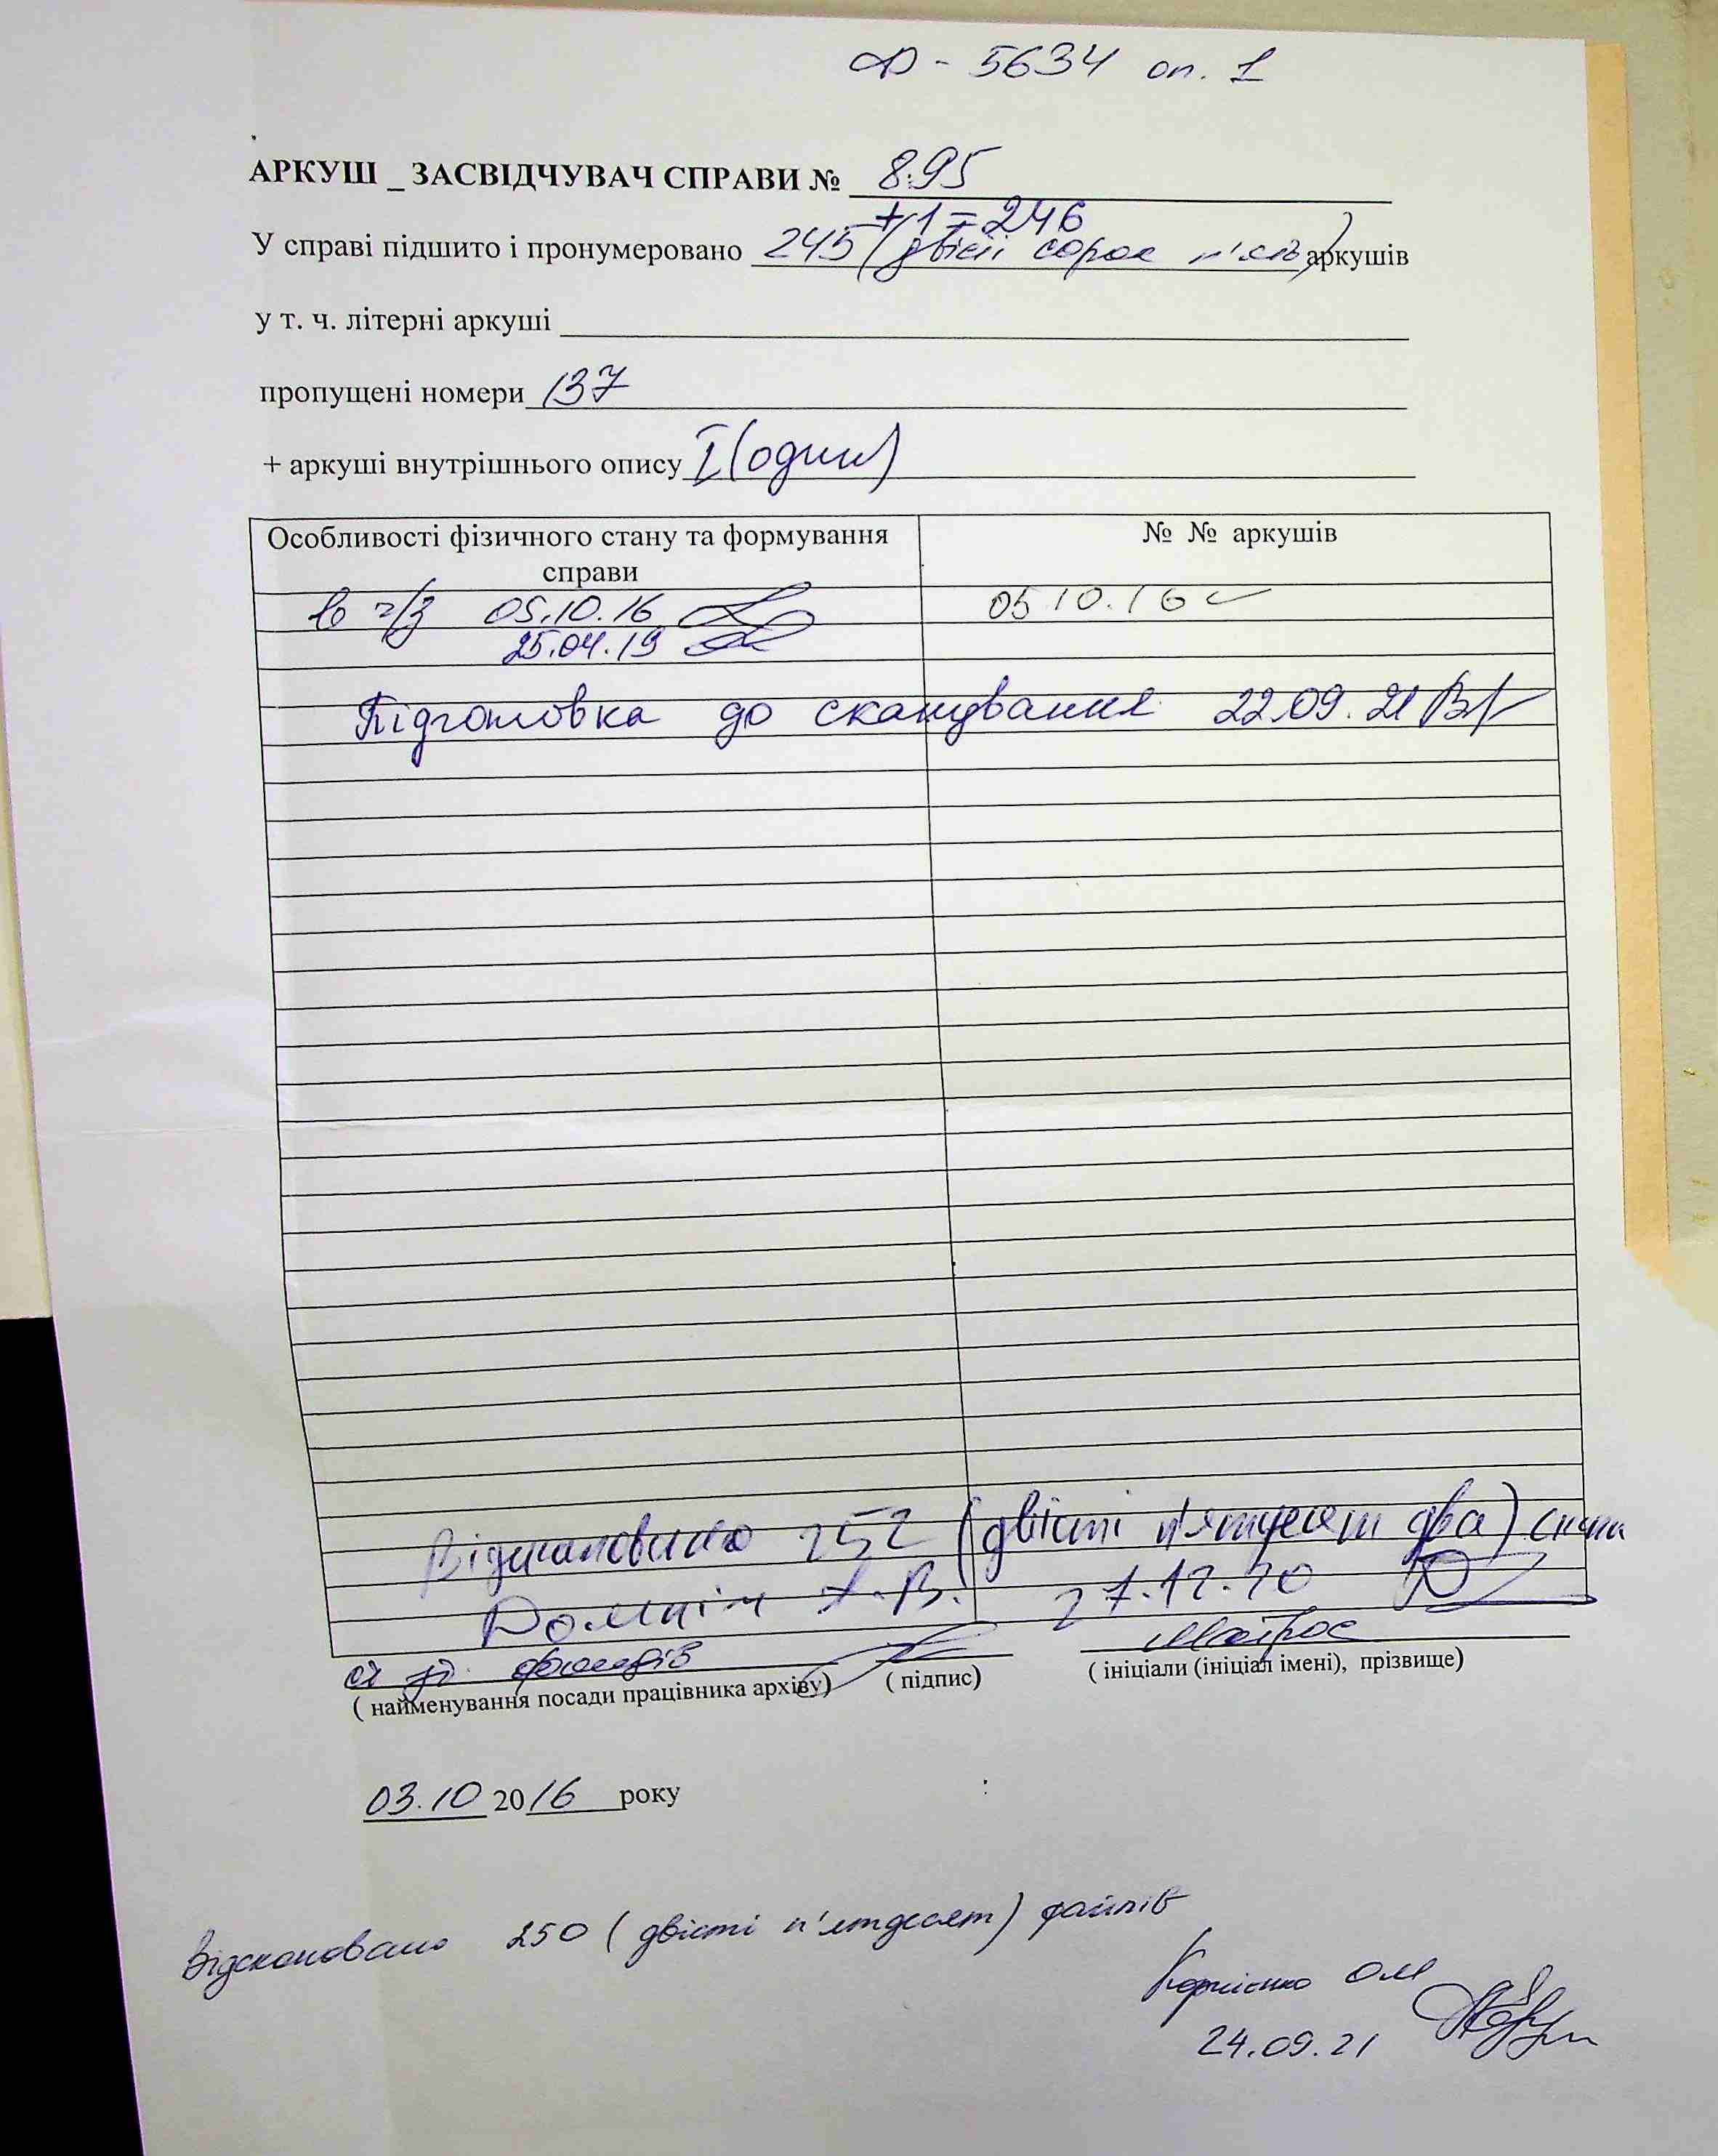 Ф - 5634 оп. 1
АРКУШ _ ЗАСВІДЧУВАЧ СПРАВИ № 895
+ 1 = 246
У справі підшито і пронумеровано 245 (двісті сорок п'ять) аркушів
у т. ч. літерні аркуші
пропущені номери 137
+ аркуші внутрішнього опису I (один)
Особливості фізичного стану та формування справи
№ № аркушів
05.10.16 05.10.16
25.04.19
Підготовка до сканування 22.09.21
Відскановано 252 (двісті п'ятдесят два) скани
27.12.20
фондів
( найменування посади працівника архіву) ( підпис) ( ініціали (ініціал імені), прізвище)
03.10 2016 року
Відскановано 250 (двісті п'ятдесят) файлів
Корнієнко ОМ
24.09.21